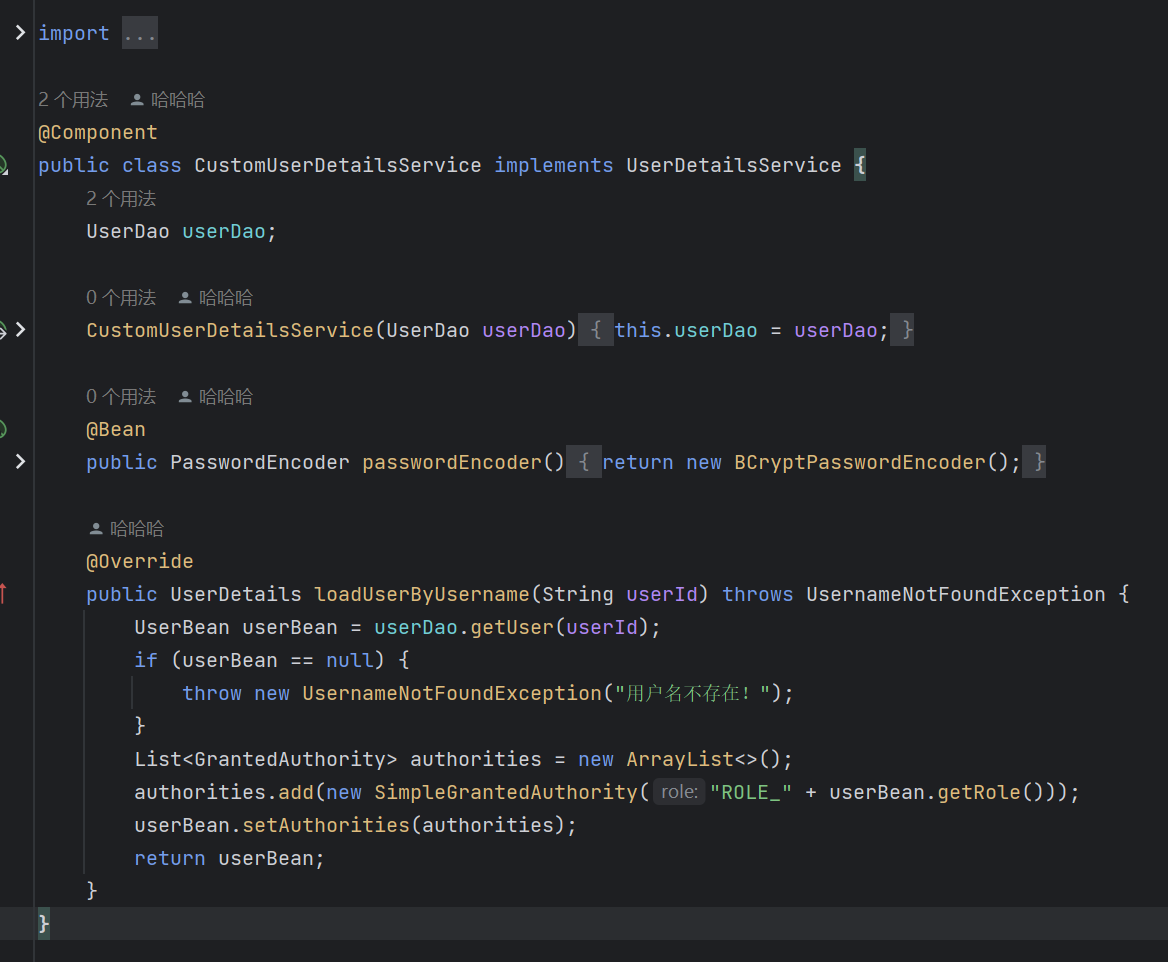 import ...
2 个用法 哈哈哈
@Component
public class CustomUserDetailsService implements UserDetailsService {
2 个用法
UserDao userDao;
0 个用法 哈哈哈
CustomUserDetailsService(UserDao userDao) { this.userDao = userDao; }
0 个用法 哈哈哈
@Bean
public PasswordEncoder passwordEncoder() { return new BCryptPasswordEncoder(); }
哈哈哈
@Override
public UserDetails loadUserByUsername(String userId) throws UsernameNotFoundException {
UserBean userBean = userDao.getUser(userId);
if (userBean == null) {
throw new UsernameNotFoundException("用户名不存在！");
}
List<GrantedAuthority> authorities = new ArrayList<>();
authorities.add(new SimpleGrantedAuthority( role: "ROLE_" + userBean.getRole()));
userBean.setAuthorities(authorities);
return userBean;
}
}